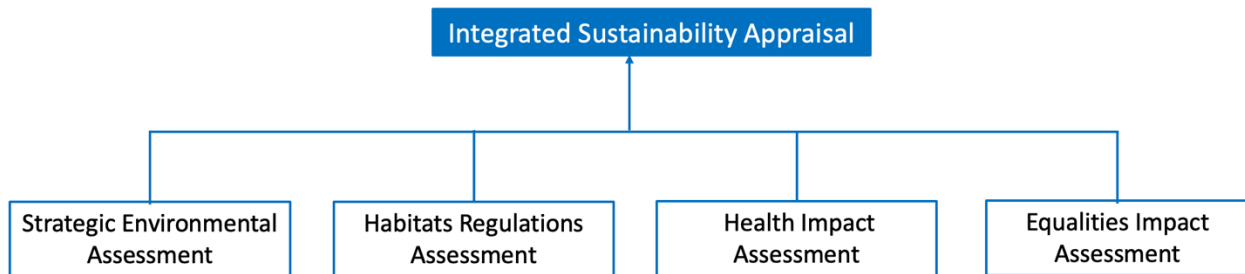 Integrated Sustainability Appraisal
Strategic Environmental
Assessment
Habitats Regulations
Assessment
Health Impact
Assessment
Equalities Impact
Assessment